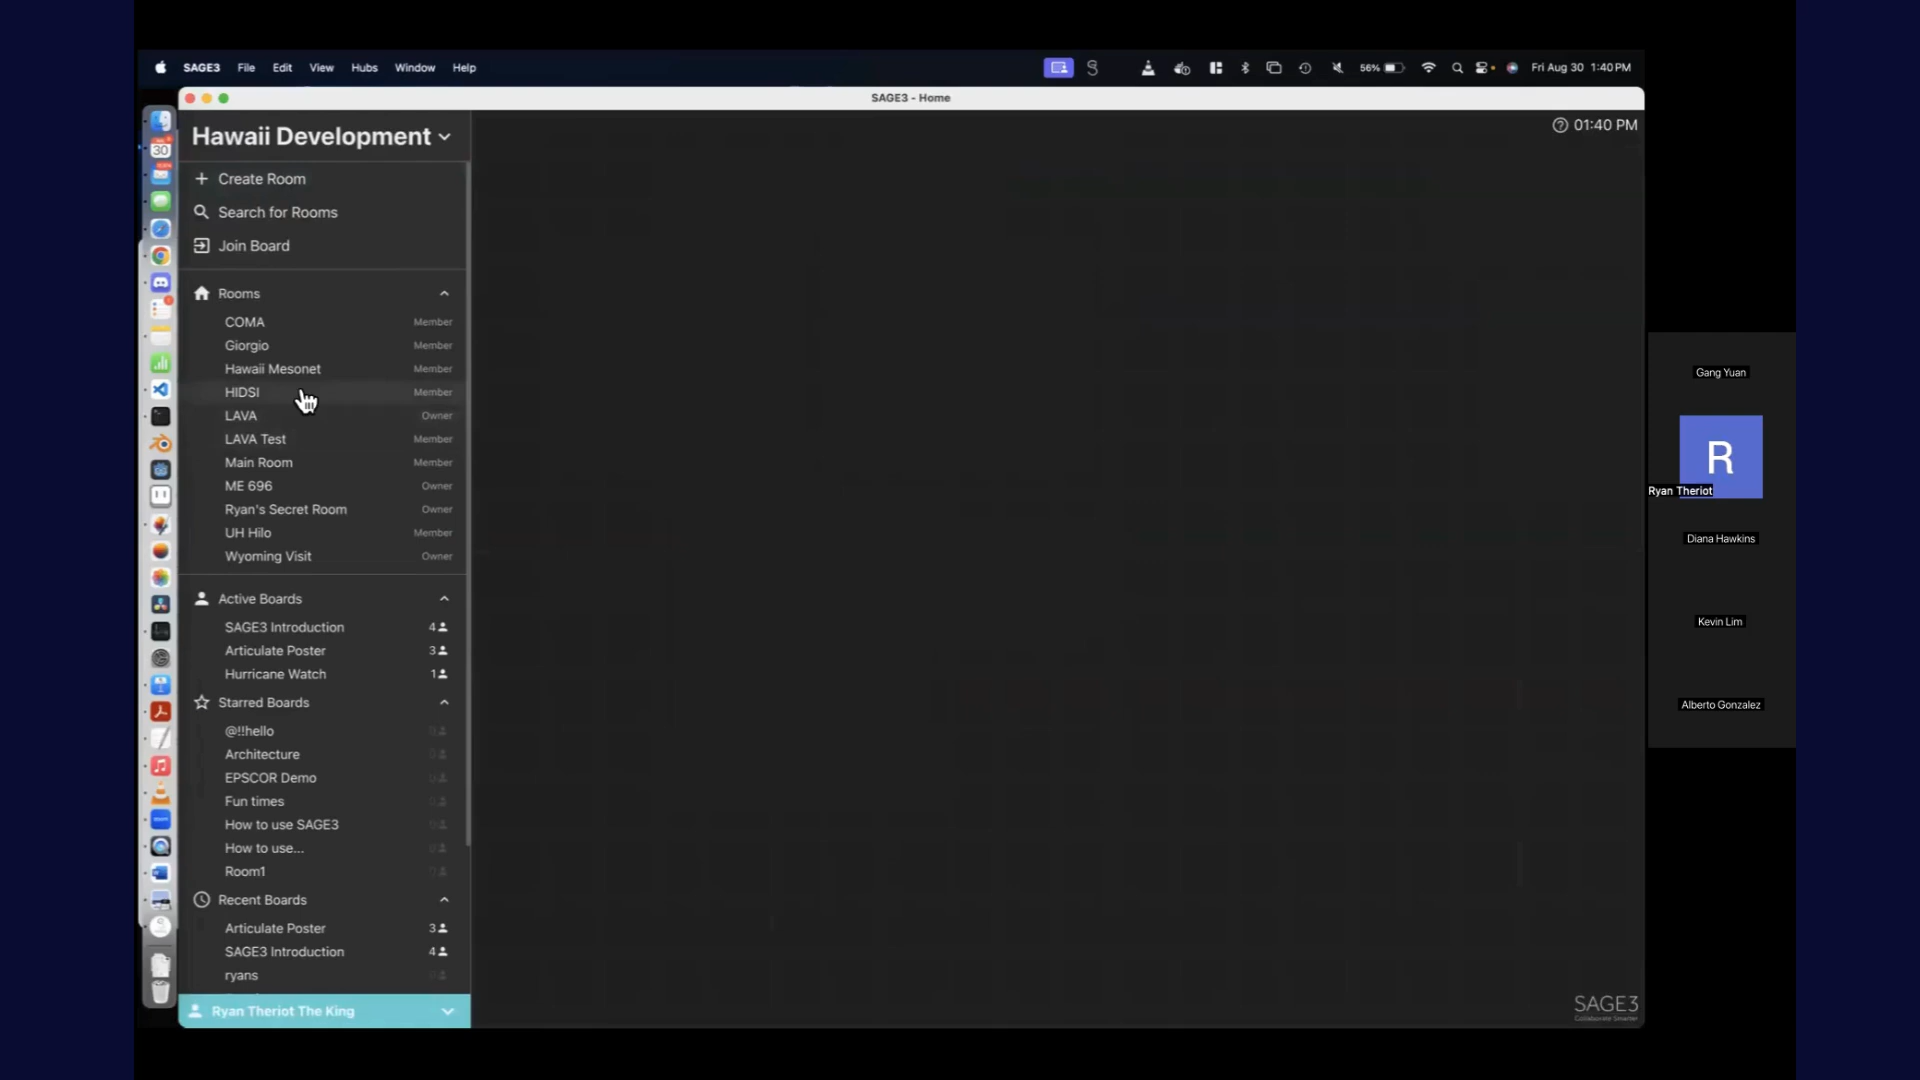 SAGE3 File Edit View Hubs Window Help
56%
Fri Aug 30 1:40 PM
SAGE3 - Home
Hawaii Development
01:40 PM
Create Room
Search for Rooms
Join Board
Rooms
COMA Member
Giorgio Member
Hawaii Mesonet Member
HIDSI Member
LAVA Owner
LAVA Test Member
Main Room Member
ME 696 Owner
Ryan's Secret Room Owner
UH Hilo Member
Wyoming Visit Owner
Active Boards
SAGE3 Introduction 4
Articulate Poster 3
Hurricane Watch 1
Starred Boards
@!!hello
Architecture
EPSCOR Demo
Fun times
How to use SAGE3
How to use...
Room1
Recent Boards
Articulate Poster 3
SAGE3 Introduction 4
ryans
Ryan Theriot The King
SAGE3
Collaborate Smarter
Gang Yuan
R
Ryan Theriot
Diana Hawkins
Kevin Lim
Alberto Gonzalez
30